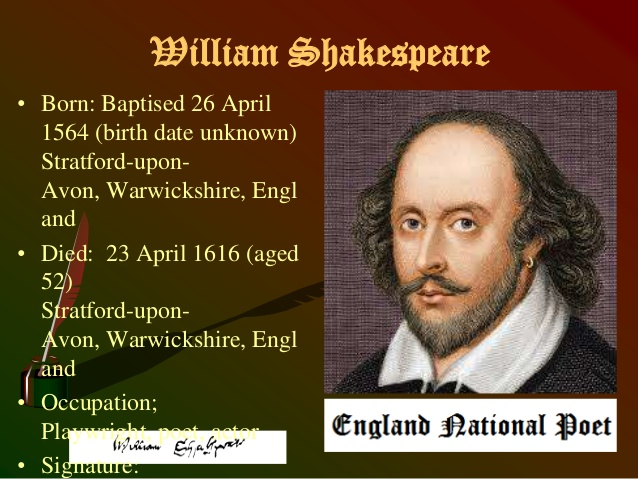 William Shakespeare
• Born: Baptised 26 April
1564 (birth date unknown)
Stratford-upon-
Avon, Warwickshire, Engl
and
• Died:  23 April 1616 (aged
52)
Stratford-upon-
Avon, Warwickshire, Engl
and
• Occupation;
Playwright, poet, actor
• Signature:
William
England National Poet